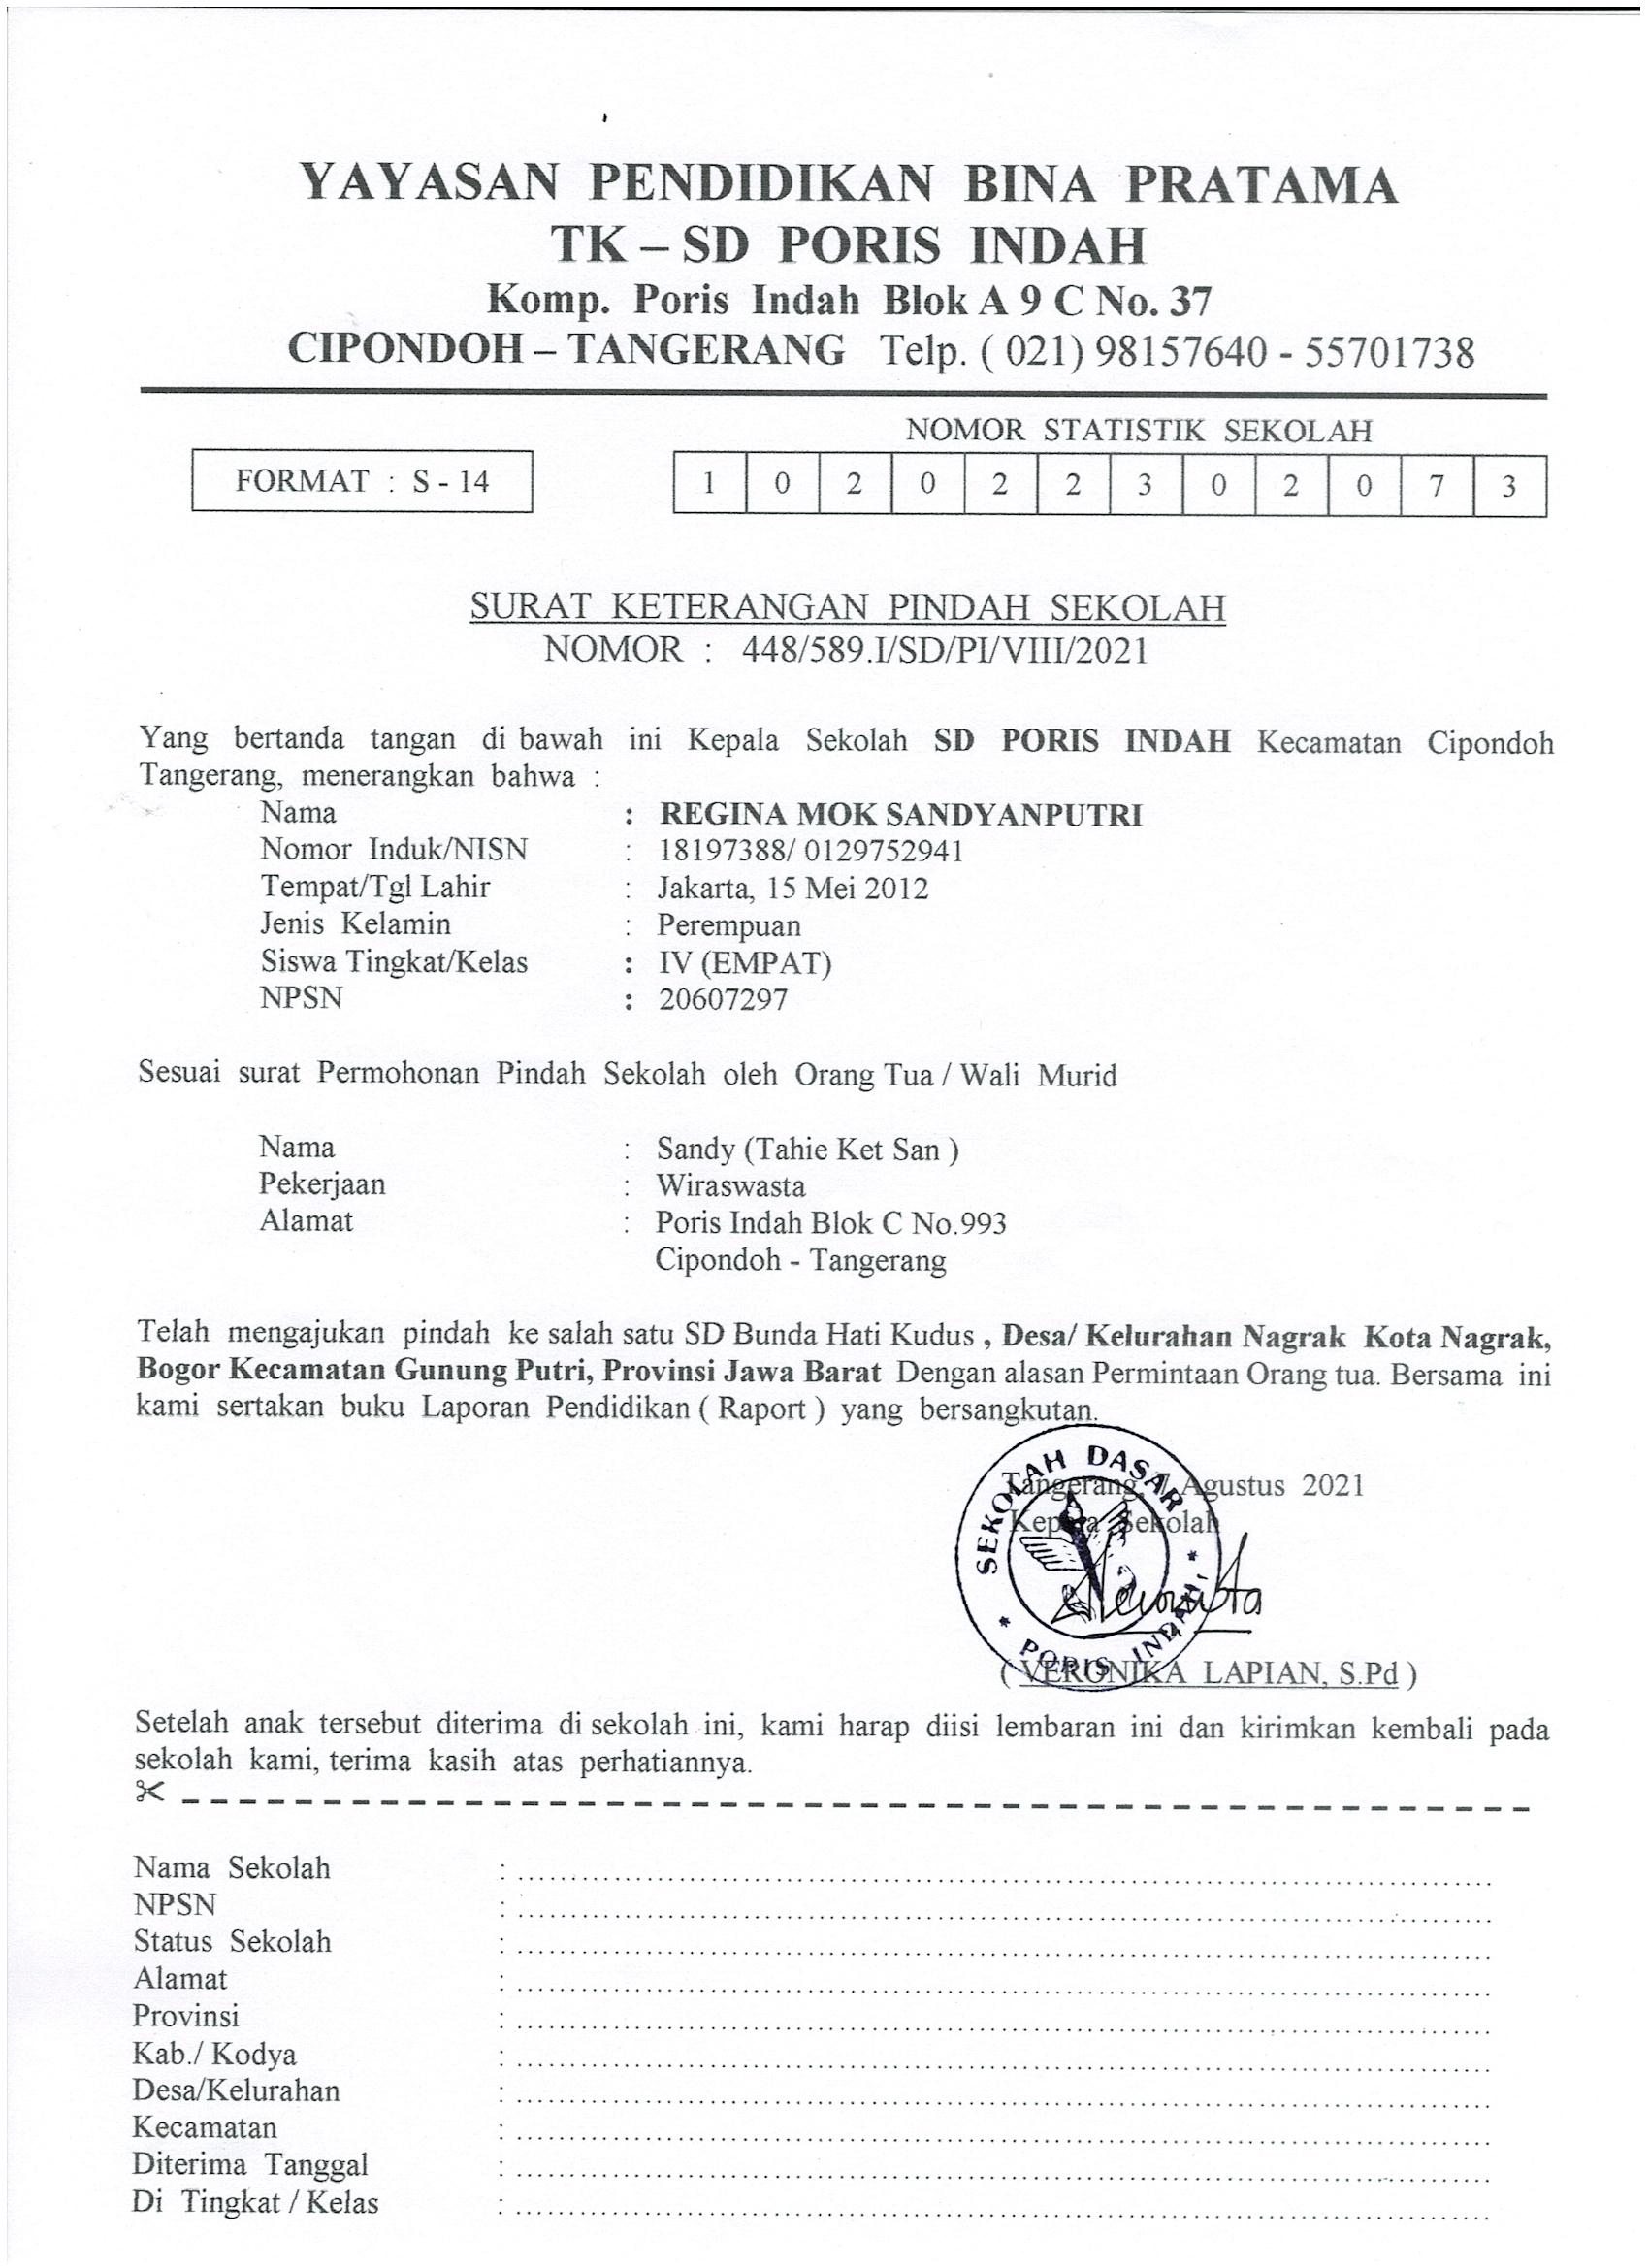 YAYASAN PENDIDIKAN BINA PRATAMA
TK – SD PORIS INDAH
Komp. Poris Indah Blok A 9 C No. 37
CIPONDOH – TANGERANG Telp. ( 021) 98157640 - 55701738
NOMOR STATISTIK SEKOLAH
FORMAT : S - 14
1 0 2 0 2 2 3 0 2 0 7 3
SURAT KETERANGAN PINDAH SEKOLAH
NOMOR : 448/589.I/SD/PI/VIII/2021
Yang bertanda tangan di bawah ini Kepala Sekolah SD PORIS INDAH Kecamatan Cipondoh
Tangerang, menerangkan bahwa :
Nama : REGINA MOK SANDYANPUTRI
Nomor Induk/NISN : 18197388/ 0129752941
Tempat/Tgl Lahir : Jakarta, 15 Mei 2012
Jenis Kelamin : Perempuan
Siswa Tingkat/Kelas : IV (EMPAT)
NPSN : 20607297
Sesuai surat Permohonan Pindah Sekolah oleh Orang Tua / Wali Murid
Nama : Sandy (Tahie Ket San )
Pekerjaan : Wiraswasta
Alamat : Poris Indah Blok C No.993
Cipondoh - Tangerang
Telah mengajukan pindah ke salah satu SD Bunda Hati Kudus , Desa/ Kelurahan Nagrak Kota Nagrak,
Bogor Kecamatan Gunung Putri, Provinsi Jawa Barat Dengan alasan Permintaan Orang tua. Bersama ini
kami sertakan buku Laporan Pendidikan ( Raport ) yang bersangkutan.
Tangerang, Agustus 2021
Kepala Sekolah
SEKOLAH DASAR
* PORIS INDAH *
( VERONIKA LAPIAN, S.Pd )
Setelah anak tersebut diterima di sekolah ini, kami harap diisi lembaran ini dan kirimkan kembali pada
sekolah kami, terima kasih atas perhatiannya.
Nama Sekolah :
NPSN :
Status Sekolah :
Alamat :
Provinsi :
Kab./ Kodya :
Desa/Kelurahan :
Kecamatan :
Diterima Tanggal :
Di Tingkat / Kelas :